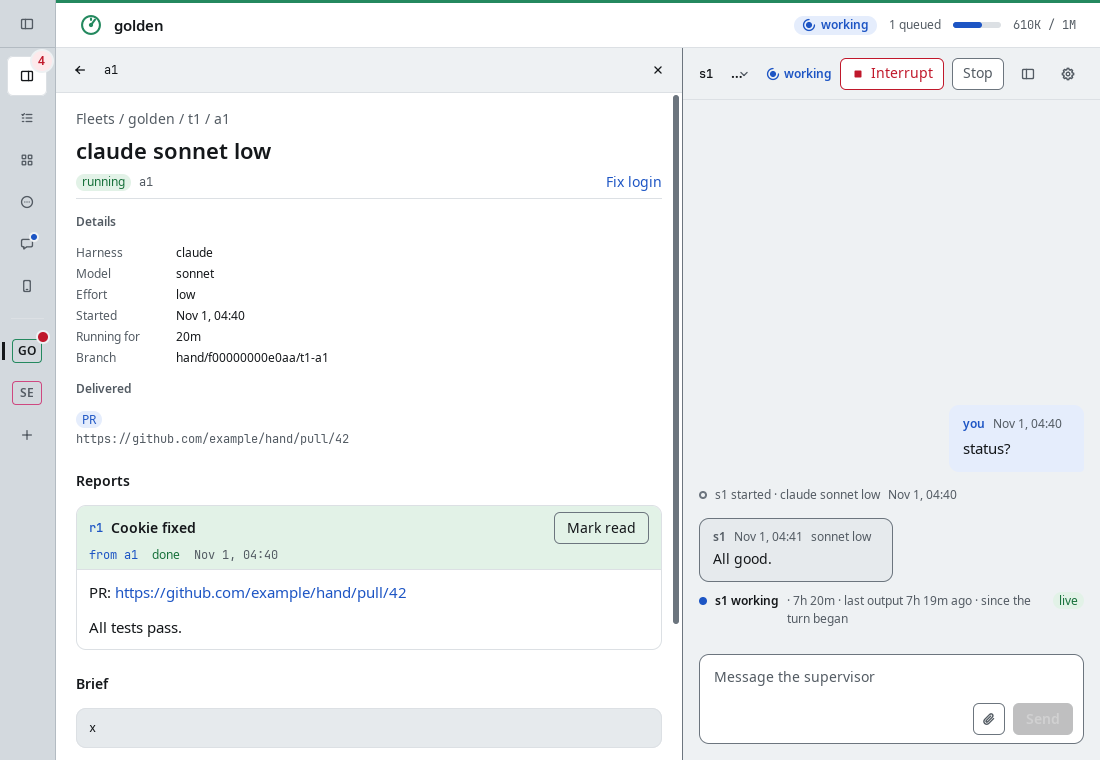 golden
working
1 queued
610K / 1M
4
a1
s1
...
working
Interrupt
Stop
Fleets / golden / t1 / a1
claude sonnet low
running
a1
Fix login
Details
Harness claude
Model sonnet
Effort low
Started Nov 1, 04:40
Running for 20m
Branch hand/f00000000e0aa/t1-a1
Delivered
PR
https://github.com/example/hand/pull/42
Reports
r1 Cookie fixed
Mark read
from a1 done Nov 1, 04:40
PR: https://github.com/example/hand/pull/42
All tests pass.
Brief
x
GO
SE
you Nov 1, 04:40
status?
s1 started · claude sonnet low Nov 1, 04:40
s1 Nov 1, 04:41 sonnet low
All good.
s1 working · 7h 20m · last output 7h 19m ago · since the
turn began
live
Message the supervisor
Send